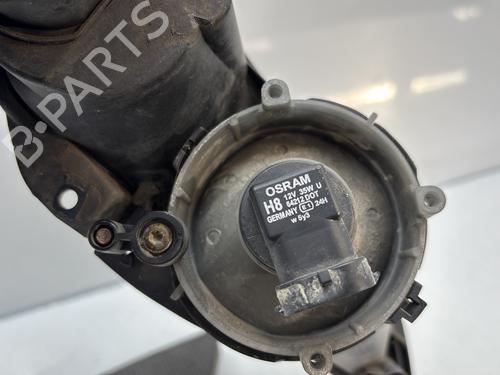 B-PARTS
OSRAM
H8 12V 35W U
64212 DOT
GERMANY E1 24H
w 5y3